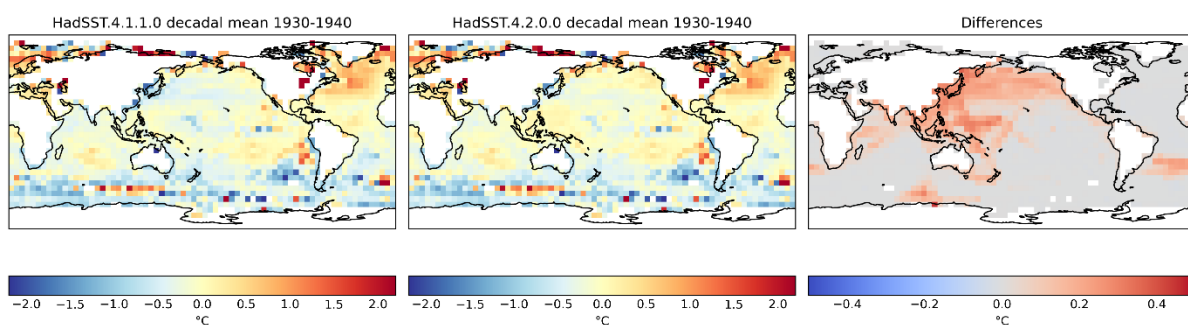 HadSST.4.1.1.0 decadal mean 1930-1940
HadSST.4.2.0.0 decadal mean 1930-1940
Differences
−2.0 −1.5 −1.0 −0.5 0.0 0.5 1.0 1.5 2.0
°C
−2.0 −1.5 −1.0 −0.5 0.0 0.5 1.0 1.5 2.0
°C
−0.4 −0.2 0.0 0.2 0.4
°C